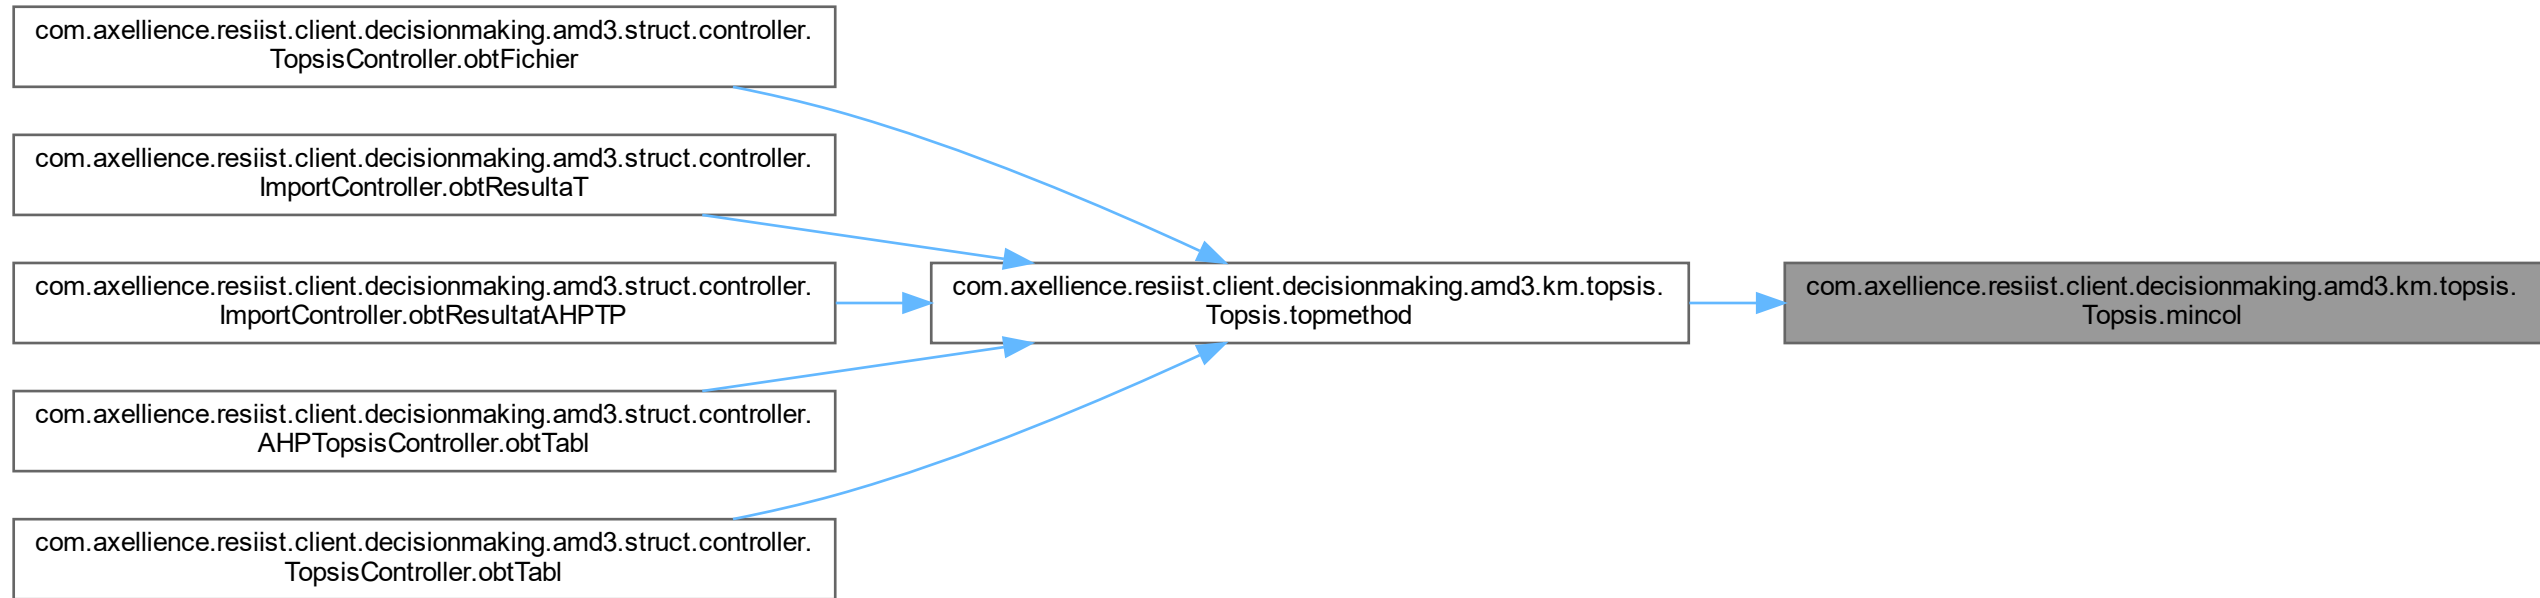 com.axellience.resiist.client.decisionmaking.amd3.struct.controller.
TopsisController.obtFichier
com.axellience.resiist.client.decisionmaking.amd3.struct.controller.
ImportController.obtResultaT
com.axellience.resiist.client.decisionmaking.amd3.struct.controller.
ImportController.obtResultatAHPTP
com.axellience.resiist.client.decisionmaking.amd3.struct.controller.
AHPTopsisController.obtTabl
com.axellience.resiist.client.decisionmaking.amd3.struct.controller.
TopsisController.obtTabl
com.axellience.resiist.client.decisionmaking.amd3.km.topsis.
Topsis.topmethod
com.axellience.resiist.client.decisionmaking.amd3.km.topsis.
Topsis.mincol